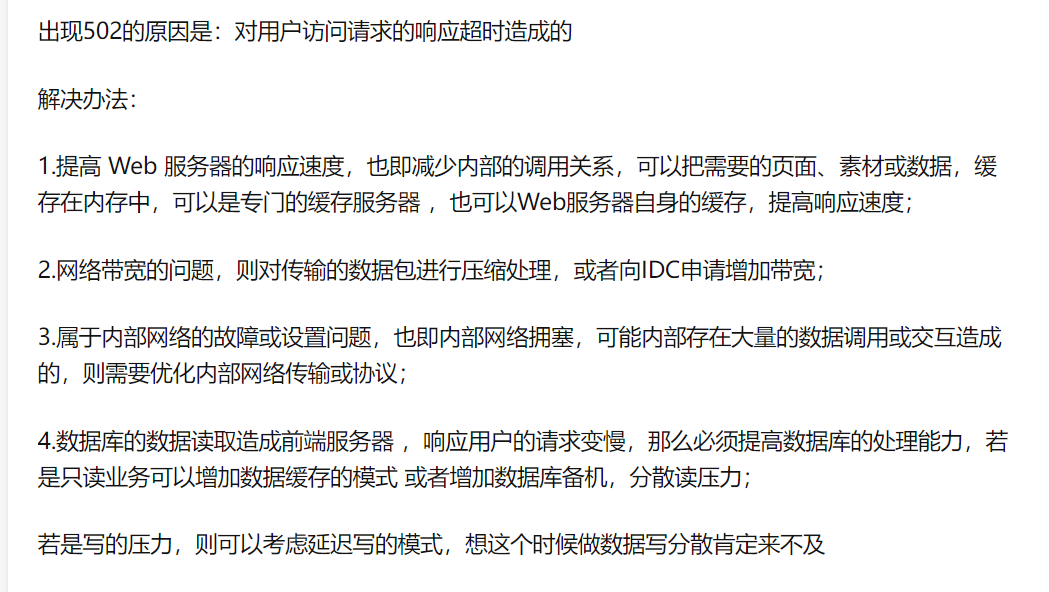 出现502的原因是：对用户访问请求的响应超时造成的
解决办法：
1.提高 Web 服务器的响应速度，也即减少内部的调用关系，可以把需要的页面、素材或数据，缓
存在内存中，可以是专门的缓存服务器 ，也可以Web服务器自身的缓存，提高响应速度；
2.网络带宽的问题，则对传输的数据包进行压缩处理，或者向IDC申请增加带宽；
3.属于内部网络的故障或设置问题，也即内部网络拥塞，可能内部存在大量的数据调用或交互造成
的，则需要优化内部网络传输或协议；
4.数据库的数据读取造成前端服务器 ，响应用户的请求变慢，那么必须提高数据库的处理能力，若
是只读业务可以增加数据缓存的模式 或者增加数据库备机，分散读压力；
若是写的压力，则可以考虑延迟写的模式，想这个时候做数据写分散肯定来不及